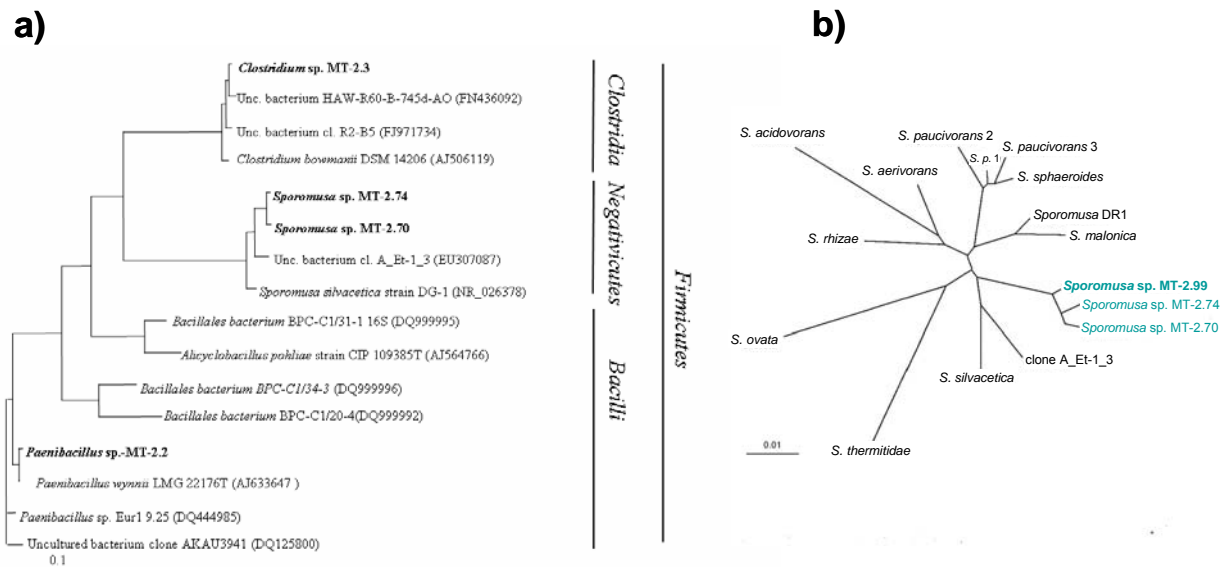 a)
Clostridium sp. MT-2.3
Unc. bacterium HAW-R60-B-745d-AO (FN436092)
Unc. bacterium cl. R2-B5 (FJ971734)
Clostridium bowmanii DSM 14206 (AJ506119)
Sporomusa sp. MT-2.74
Sporomusa sp. MT-2.70
Unc. bacterium cl. A_Et-1_3 (EU307087)
Sporomusa silvacetica strain DG-1 (NR_026378)
Bacillales bacterium BPC-C1/31-1 16S (DQ999995)
Alicyclobacillus pohliae strain CIP 109385T (AJ564766)
Bacillales bacterium BPC-C1/34-3 (DQ999996)
Bacillales bacterium BPC-C1/20-4(DQ999992)
Paenibacillus sp.-MT-2.2
Paenibacillus wynnii LMG 22176T (AJ633647 )
Paenibacillus sp. Eur1 9.25 (DQ444985)
Uncultured bacterium clone AKAU3941 (DQ125800)
0.1
Clostridia
Negativicutes
Bacilli
Firmicutes
b)
S. acidovorans
S. paucivorans 2
S. p. 1
S. paucivorans 3
S. aerivorans
S. sphaeroides
Sporomusa DR1
S. rhizae
S. malonica
Sporomusa sp. MT-2.99
Sporomusa sp. MT-2.74
Sporomusa sp. MT-2.70
S. ovata
clone A_Et-1_3
S. silvacetica
0.01
S. thermitidae